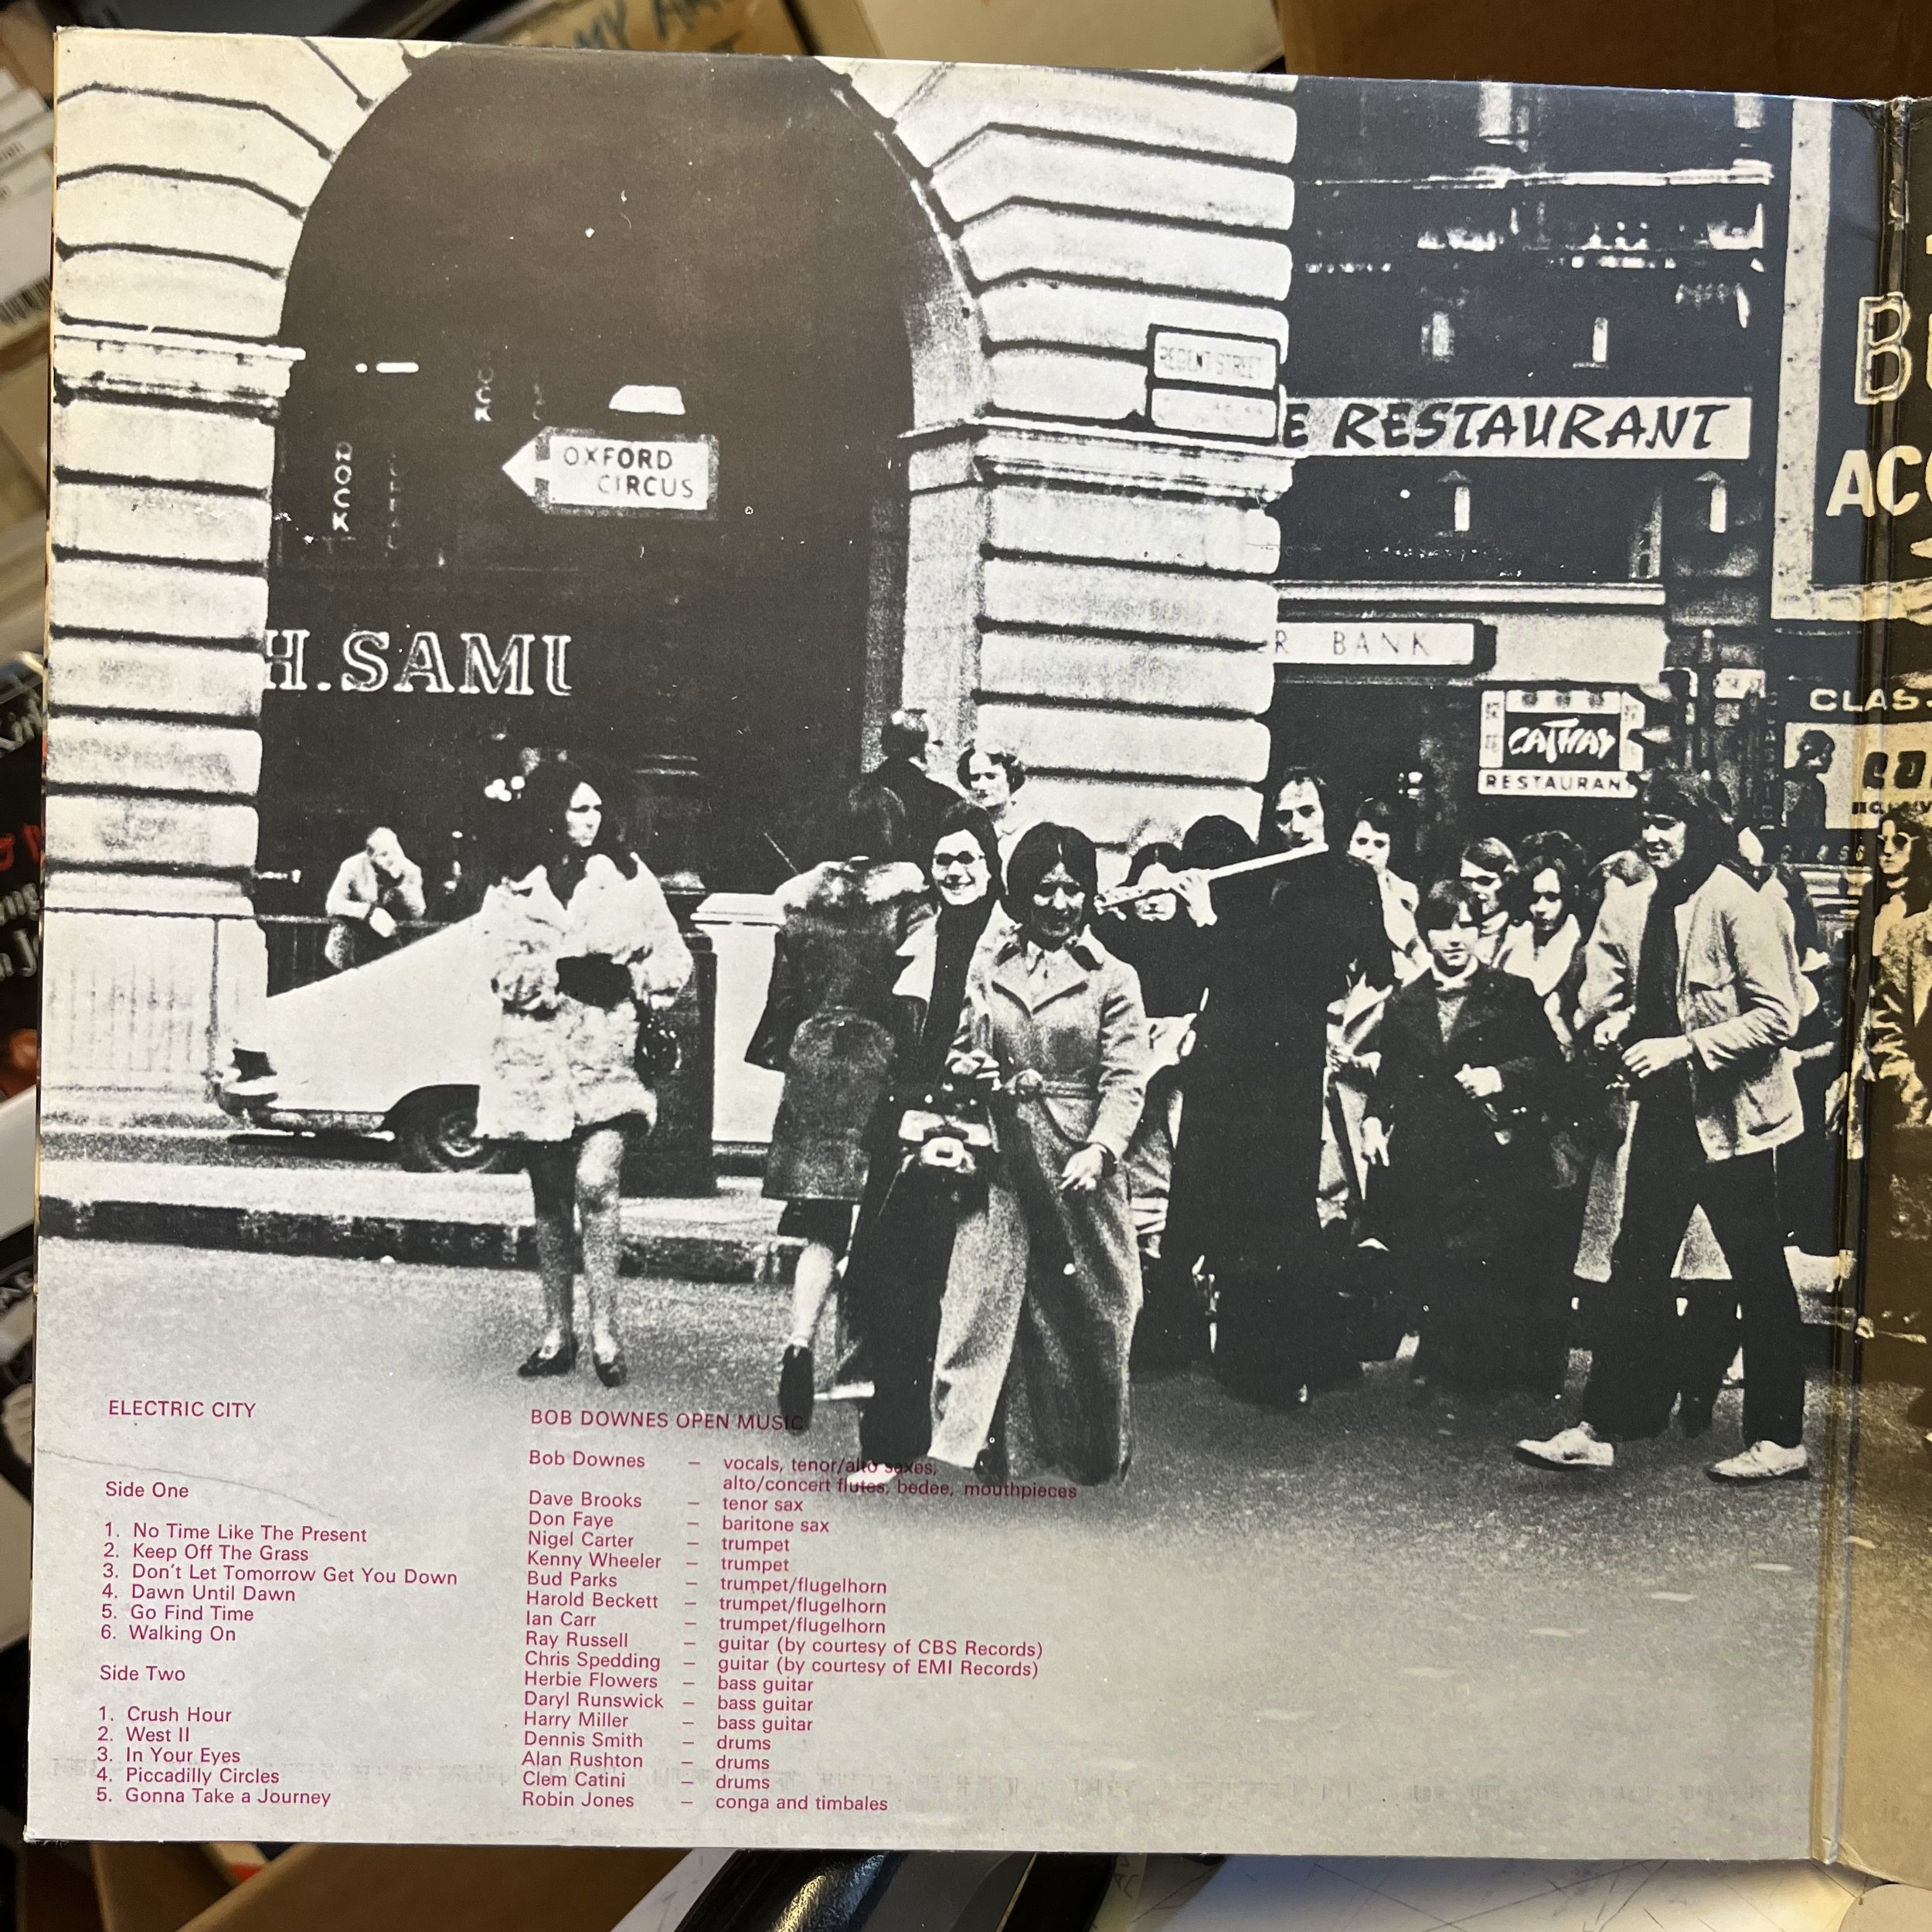 MY AR
REGENT STREET
E RESTAURANT
OXFORD
CIRCUS
ROCK
H.SAMU
R BANK
CATHAY
RESTAURANT
B
ACC
CLAS
ELECTRIC CITY
Side One
1. No Time Like The Present
2. Keep Off The Grass
3. Don't Let Tomorrow Get You Down
4. Dawn Until Dawn
5. Go Find Time
6. Walking On
Side Two
1. Crush Hour
2. West II
3. In Your Eyes
4. Piccadilly Circles
5. Gonna Take a Journey
BOB DOWNES OPEN MUSIC
Bob Downes – vocals, tenor/alto saxes,
alto/concert flutes, bedee, mouthpieces
Dave Brooks – tenor sax
Don Faye – baritone sax
Nigel Carter – trumpet
Kenny Wheeler – trumpet
Bud Parks – trumpet/flugelhorn
Harold Beckett – trumpet/flugelhorn
Ian Carr – trumpet/flugelhorn
Ray Russell – guitar (by courtesy of CBS Records)
Chris Spedding – guitar (by courtesy of EMI Records)
Herbie Flowers – bass guitar
Daryl Runswick – bass guitar
Harry Miller – bass guitar
Dennis Smith – drums
Alan Rushton – drums
Clem Catini – drums
Robin Jones – conga and timbales